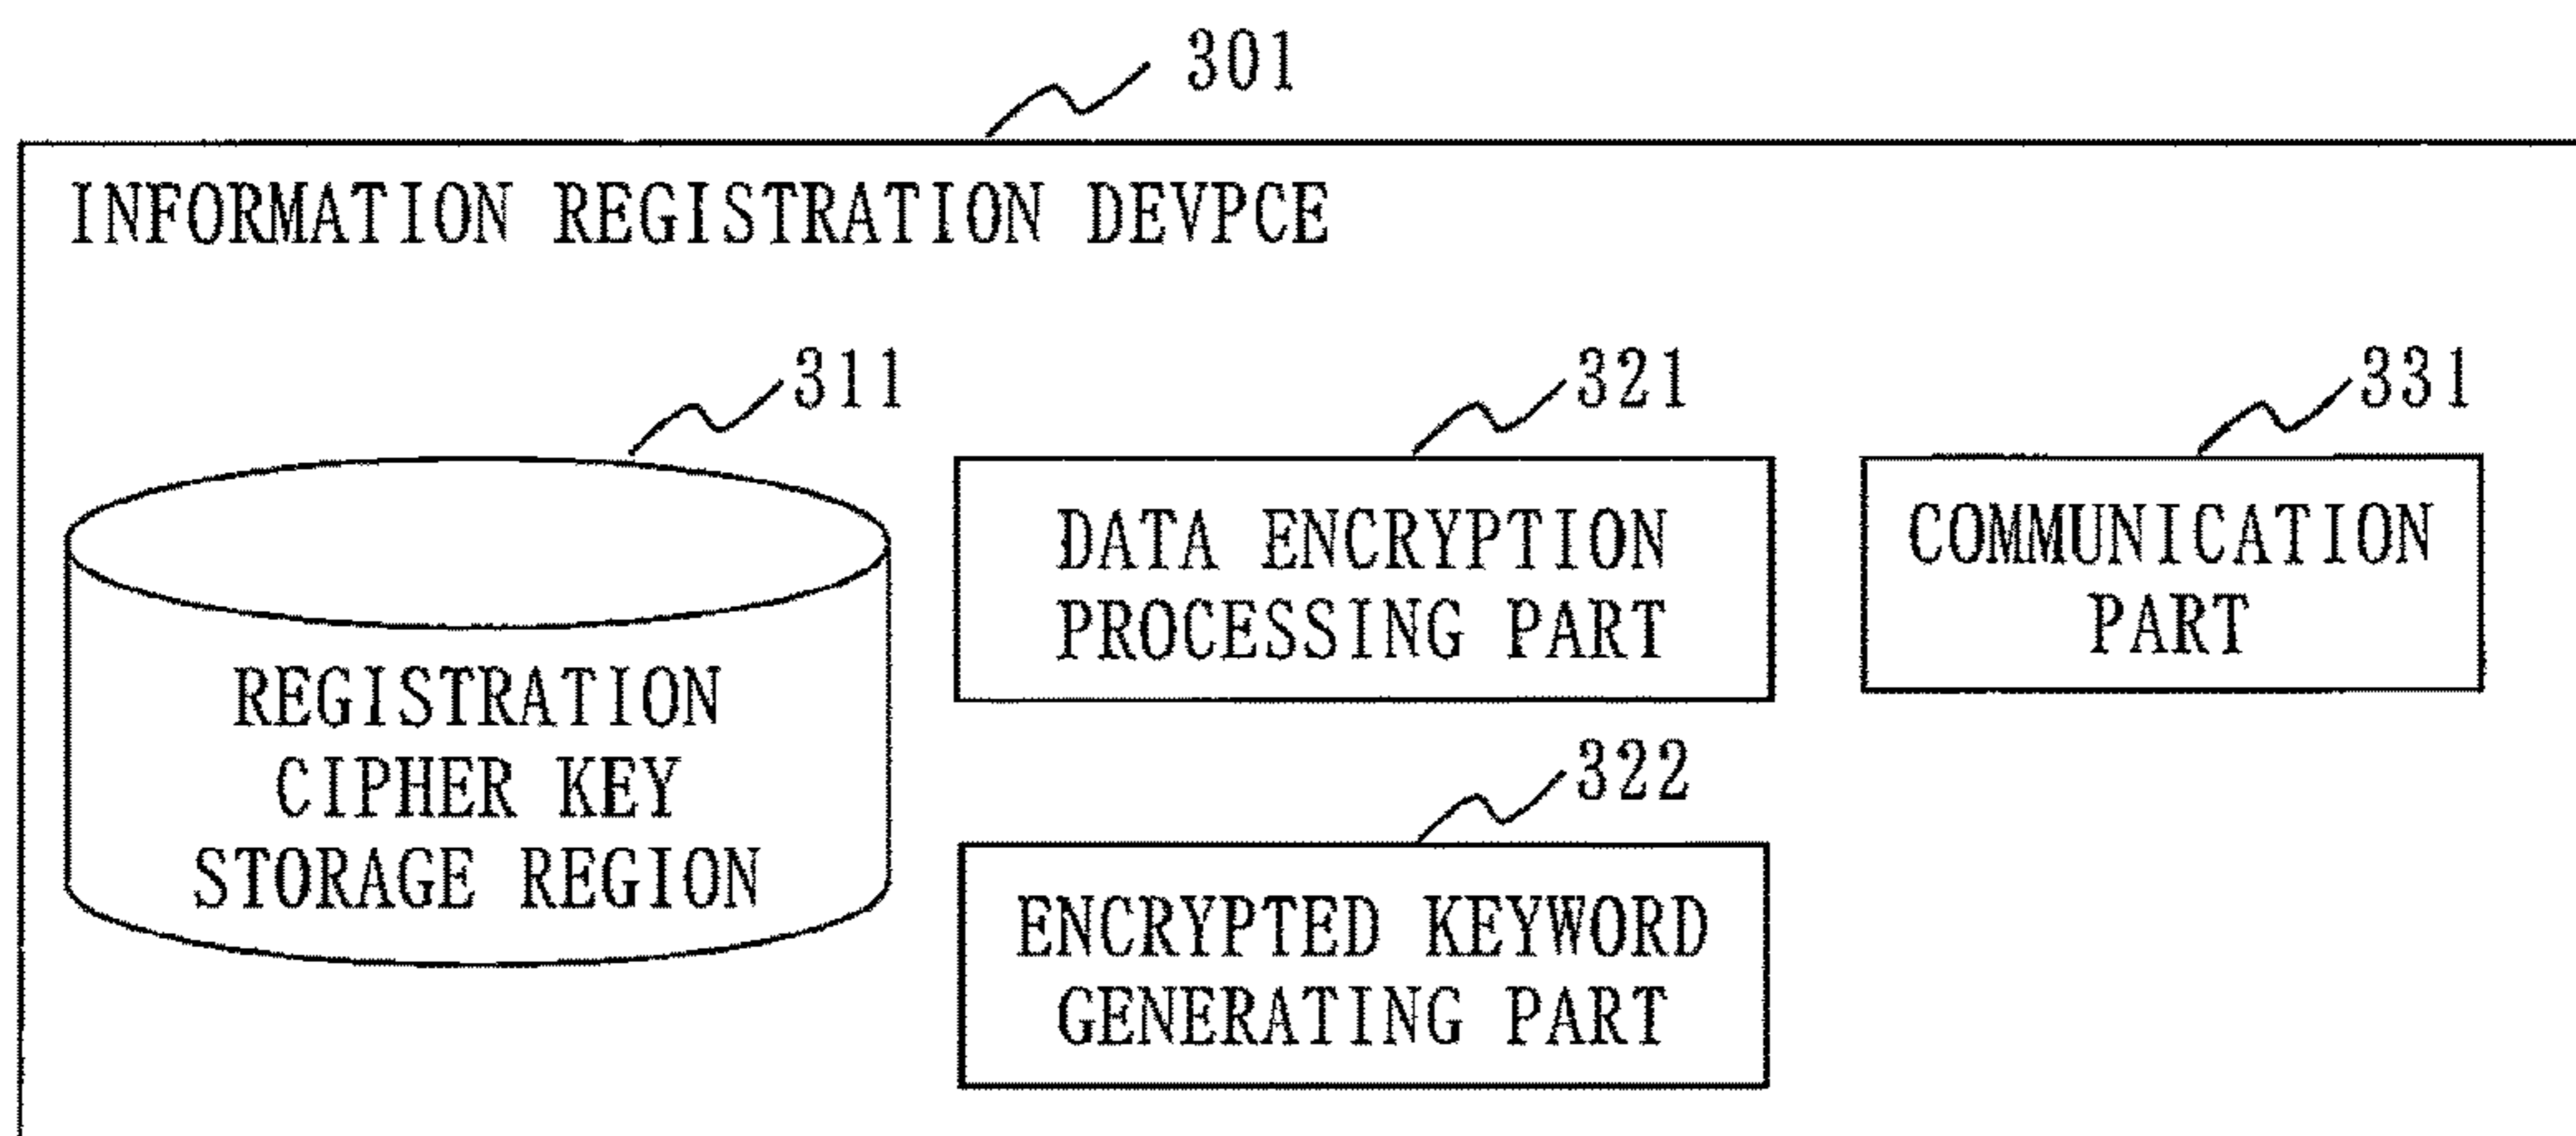 301
INFORMATION REGISTRATION DEVPCE
311
321
331
DATA ENCRYPTION
PROCESSING PART
COMMUNICATION
PART
REGISTRATION
CIPHER KEY
STORAGE REGION
322
ENCRYPTED KEYWORD
GENERATING PART